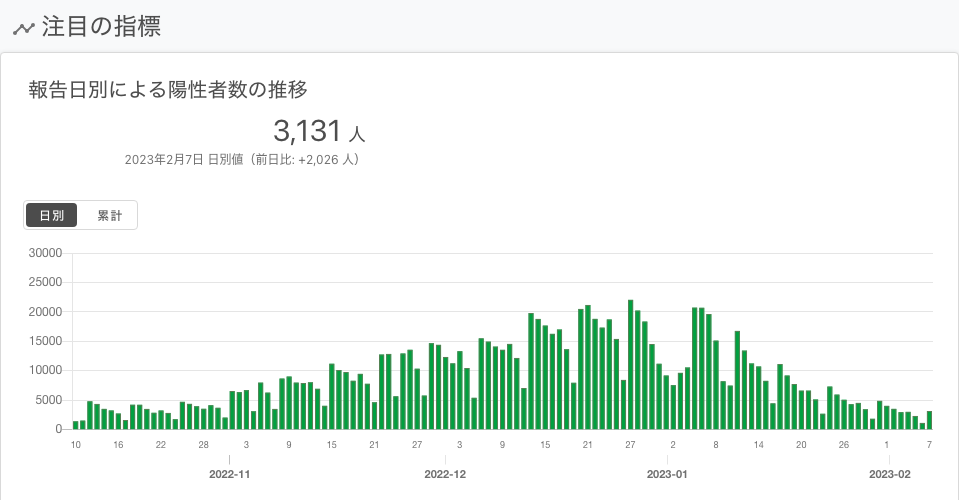 注目の指標
報告日別による陽性者数の推移
3,131 人
2023年2月7日 日別値（前日比: +2,026 人）
日別 累計
30000
25000
20000
15000
10000
5000
0
10 16 22 28 3 9 15 21 27 3 9 15 21 27 2 8 14 20 26 1 7
2022-11 2022-12 2023-01 2023-02